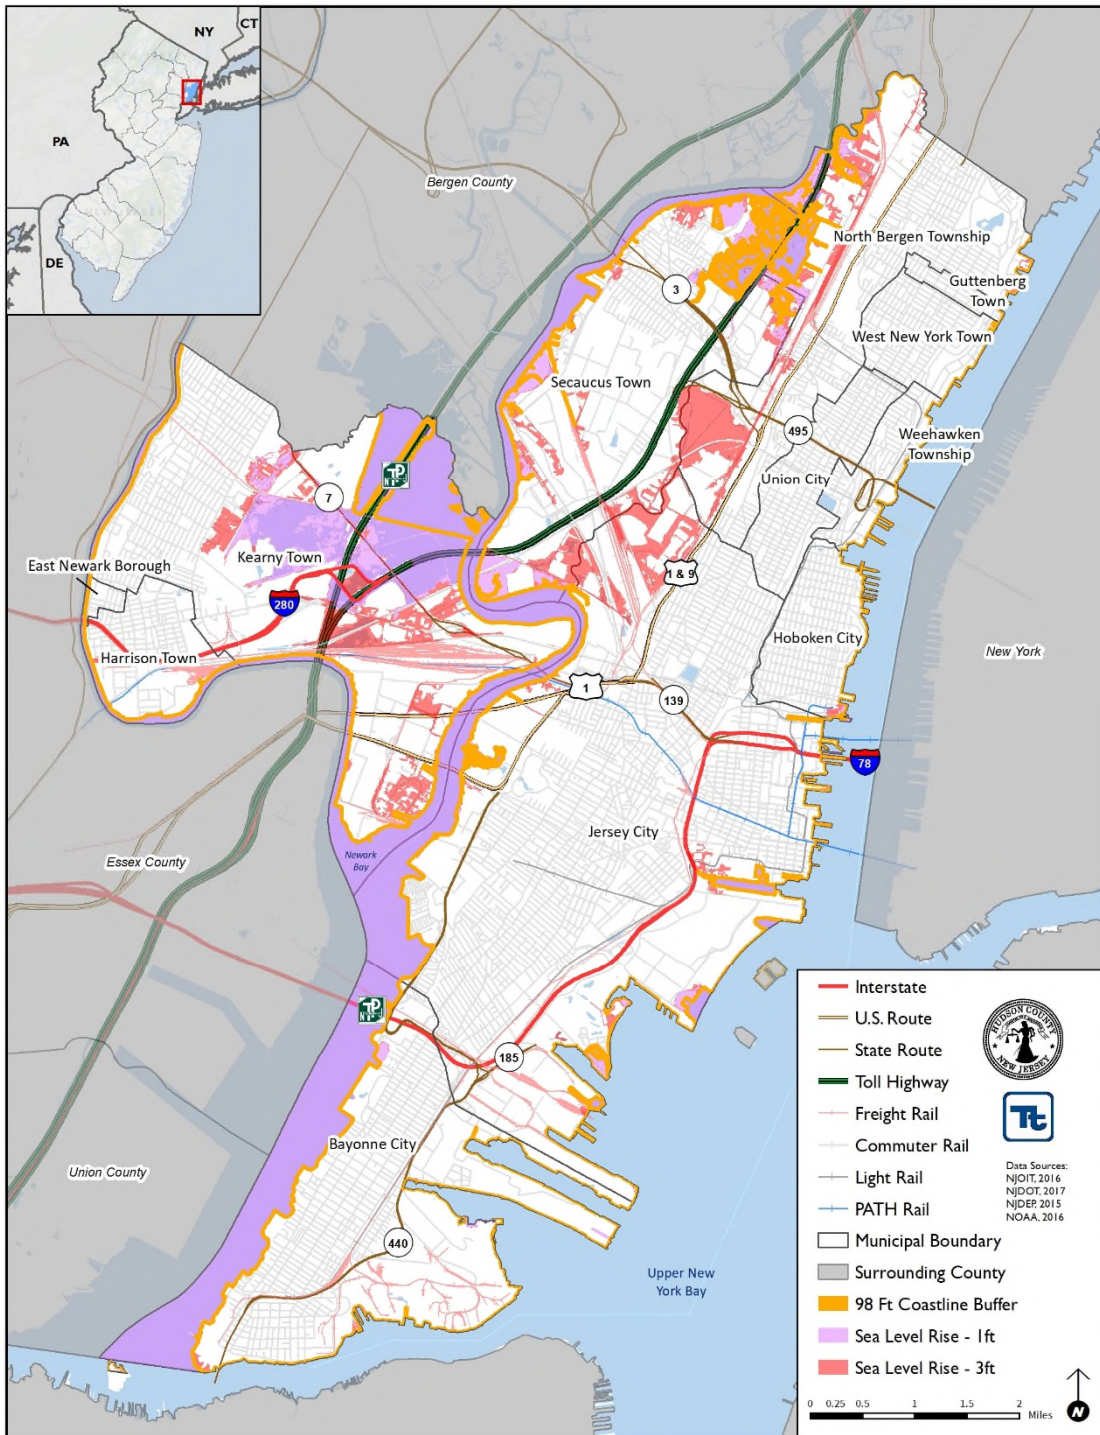 NY
CT
PA
DE
Bergen County
North Bergen Township
Guttenberg
Town
3
West New York Town
Secaucus Town
495
Weehawken
Township
Union City
7
Kearny Town
East Newark Borough
280
1 & 9
Hoboken City
Harrison Town
New York
1
139
78
Jersey City
Newark
Bay
Essex County
185
Bayonne City
Union County
440
Upper New
York Bay
Interstate
U.S. Route
State Route
Toll Highway
Freight Rail
Commuter Rail
Light Rail
PATH Rail
Municipal Boundary
Surrounding County
98 Ft Coastline Buffer
Sea Level Rise - 1ft
Sea Level Rise - 3ft
HUDSON COUNTY
NEW JERSEY
Tt
Data Sources:
NJOIT, 2016
NJDOT, 2017
NJDEP, 2015
NOAA, 2016
0 0.25 0.5 1 1.5 2
Miles
N